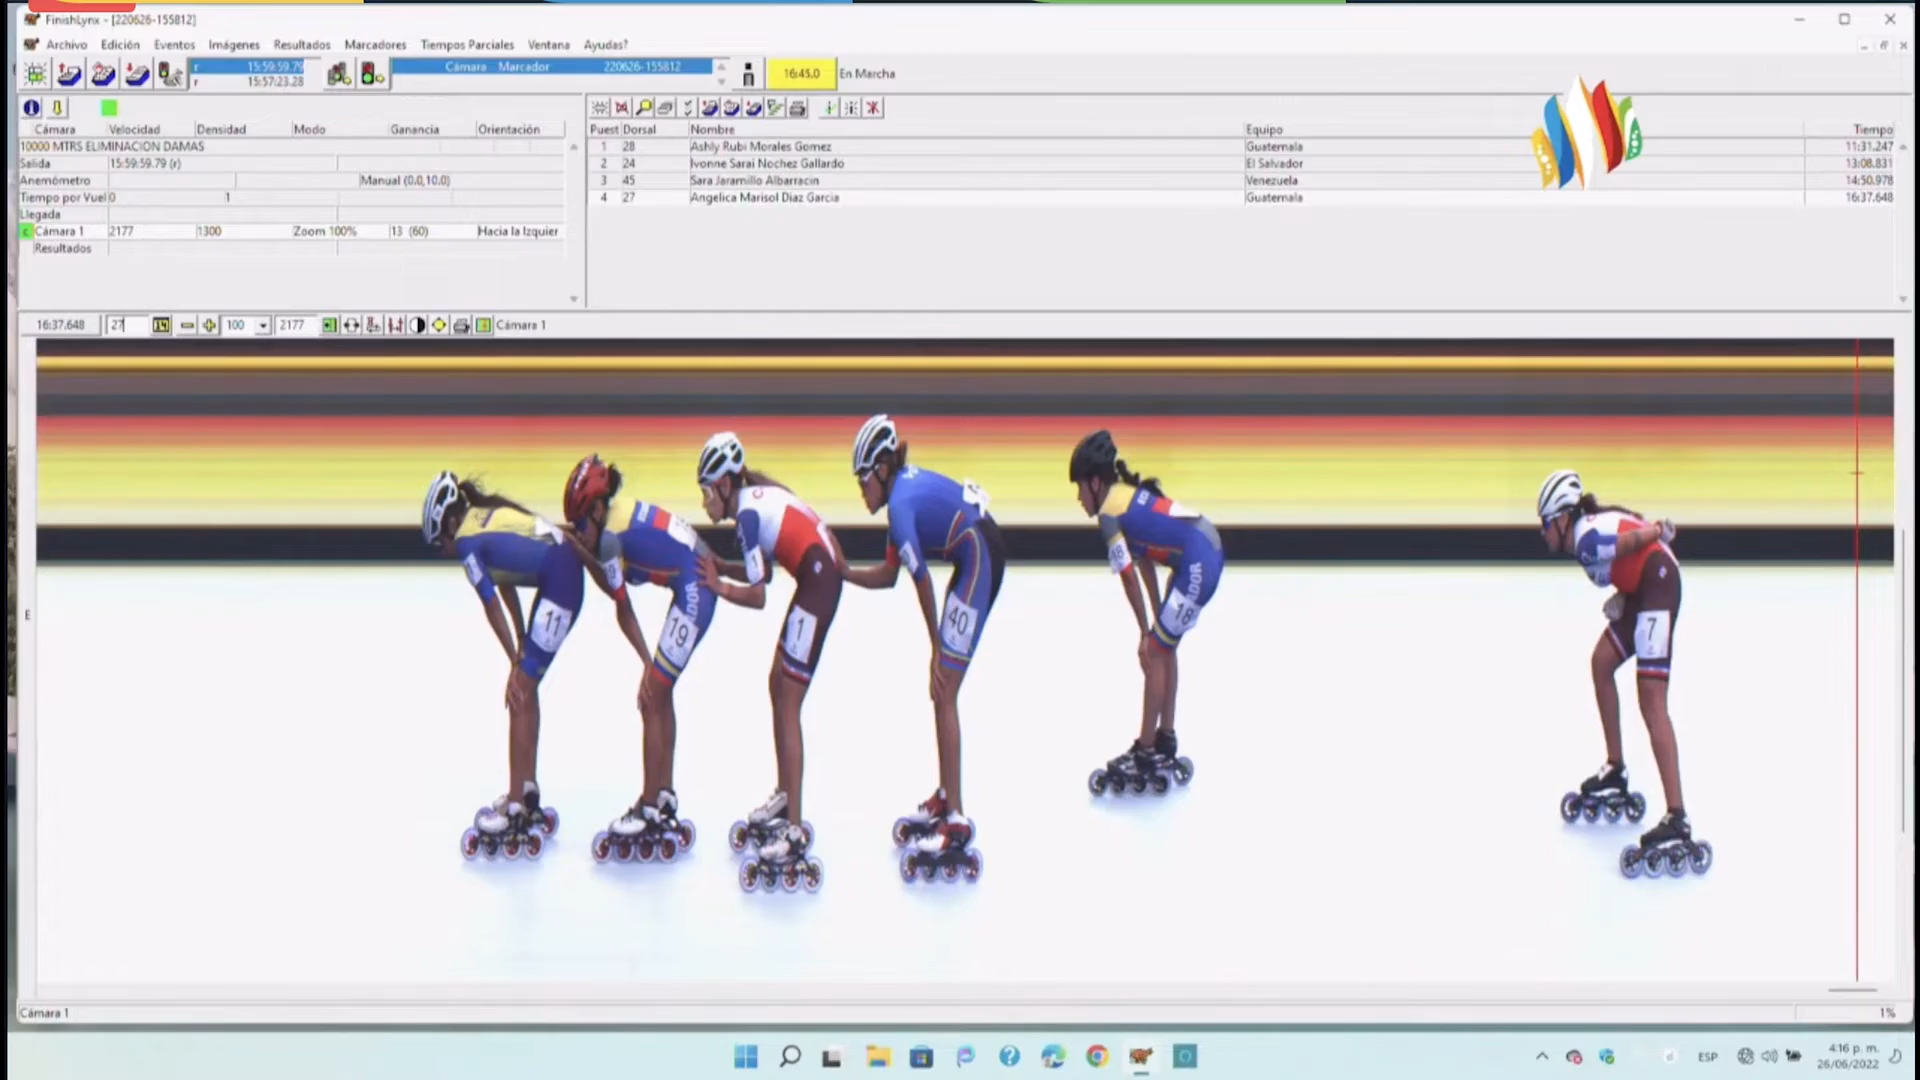 FinishLynx - [220626-155812]
Archivo Edición Eventos Imágenes Resultados Marcadores Tiempos Parciales Ventana Ayudas?
r 15:59:59.79
r 15:57:23.28
Cámara Marcador 220626-155812
16:45.0 En Marcha
Cámara Velocidad Densidad Modo Ganancia Orientación
10000 MTRS ELIMINACION DAMAS
Salida 15:59:59.79 (r)
Anemómetro Manual (0.0,10.0)
Tiempo por Vuel 0 1
Llegada
c Cámara 1 2177 1300 Zoom 100% 13 (60) Hacia la Izquier
Resultados
Puest Dorsal Nombre Equipo Tiempo
1 28 Ashly Rubi Morales Gomez Guatemala 11:31.247
2 24 Ivonne Sarai Nochez Gallardo El Salvador 13:08.831
3 45 Sara Jaramillo Albarracin Venezuela 14:50.978
4 27 Angelica Marisol Diaz Garcia Guatemala 16:37.648
16:37.648 27 100 2177 Cámara 1
E
11 19 1 40 18 7
ADOR
ADOR
Cámara 1 1%
ESP
4:16 p. m.
26/06/2022